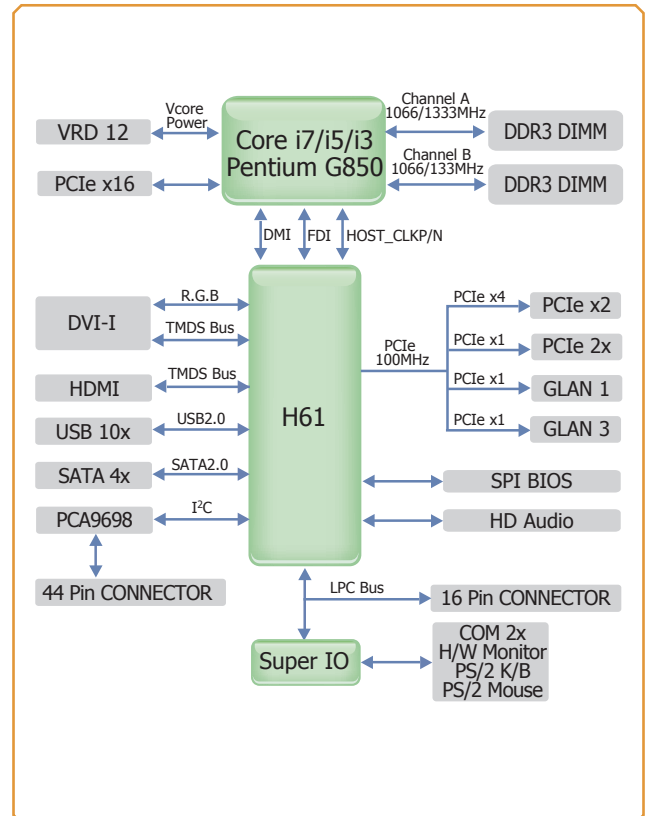 Vcore
Power
VRD 12
PCIe x16
Core i7/i5/i3
Pentium G850
Channel A
1066/1333MHz
DDR3 DIMM
Channel B
1066/133MHz
DDR3 DIMM
DMI
FDI
HOST_CLKP/N
R.G.B
DVI-I
TMDS Bus
TMDS Bus
HDMI
USB2.0
USB 10x
SATA2.0
SATA 4x
I²C
PCA9698
44 Pin CONNECTOR
H61
PCIe
100MHz
PCIe x4
PCIe x2
PCIe x1
PCIe 2x
PCIe x1
GLAN 1
PCIe x1
GLAN 3
SPI BIOS
HD Audio
LPC Bus
16 Pin CONNECTOR
Super IO
COM 2x
H/W Monitor
PS/2 K/B
PS/2 Mouse